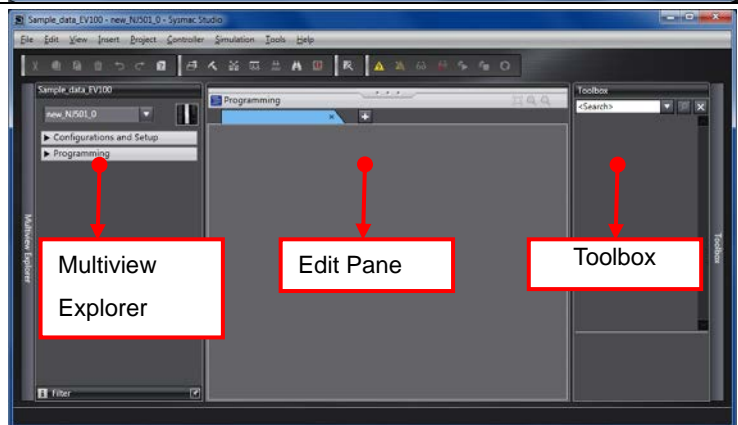 Sample_data_EV100 - new_NJ501_0 - Sysmac Studio
File Edit View Insert Project Controller Simulation Tools Help
Sample_data_EV100
new_NJ501_0
Configurations and Setup
Programming
Multiview Explorer
Filter
Programming
Toolbox
<Search>
Toolbox
Multiview
Explorer
Edit Pane
Toolbox